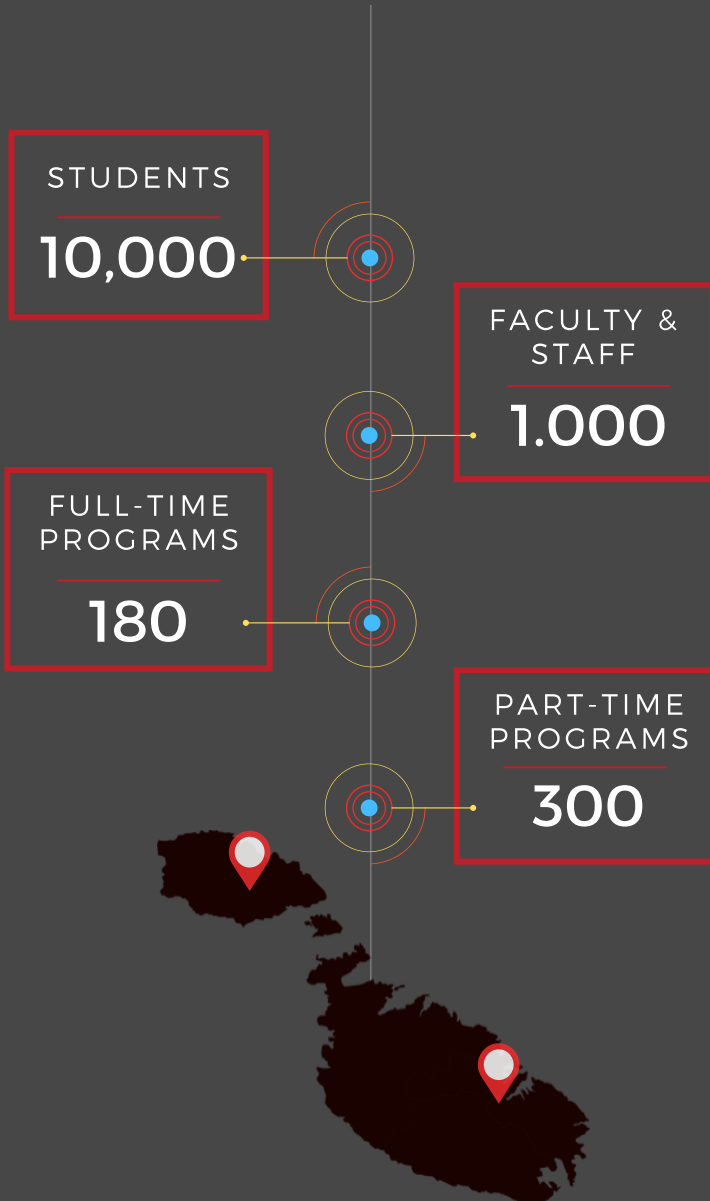 STUDENTS
10,000
FACULTY &
STAFF
1.000
FULL-TIME
PROGRAMS
180
PART-TIME
PROGRAMS
300